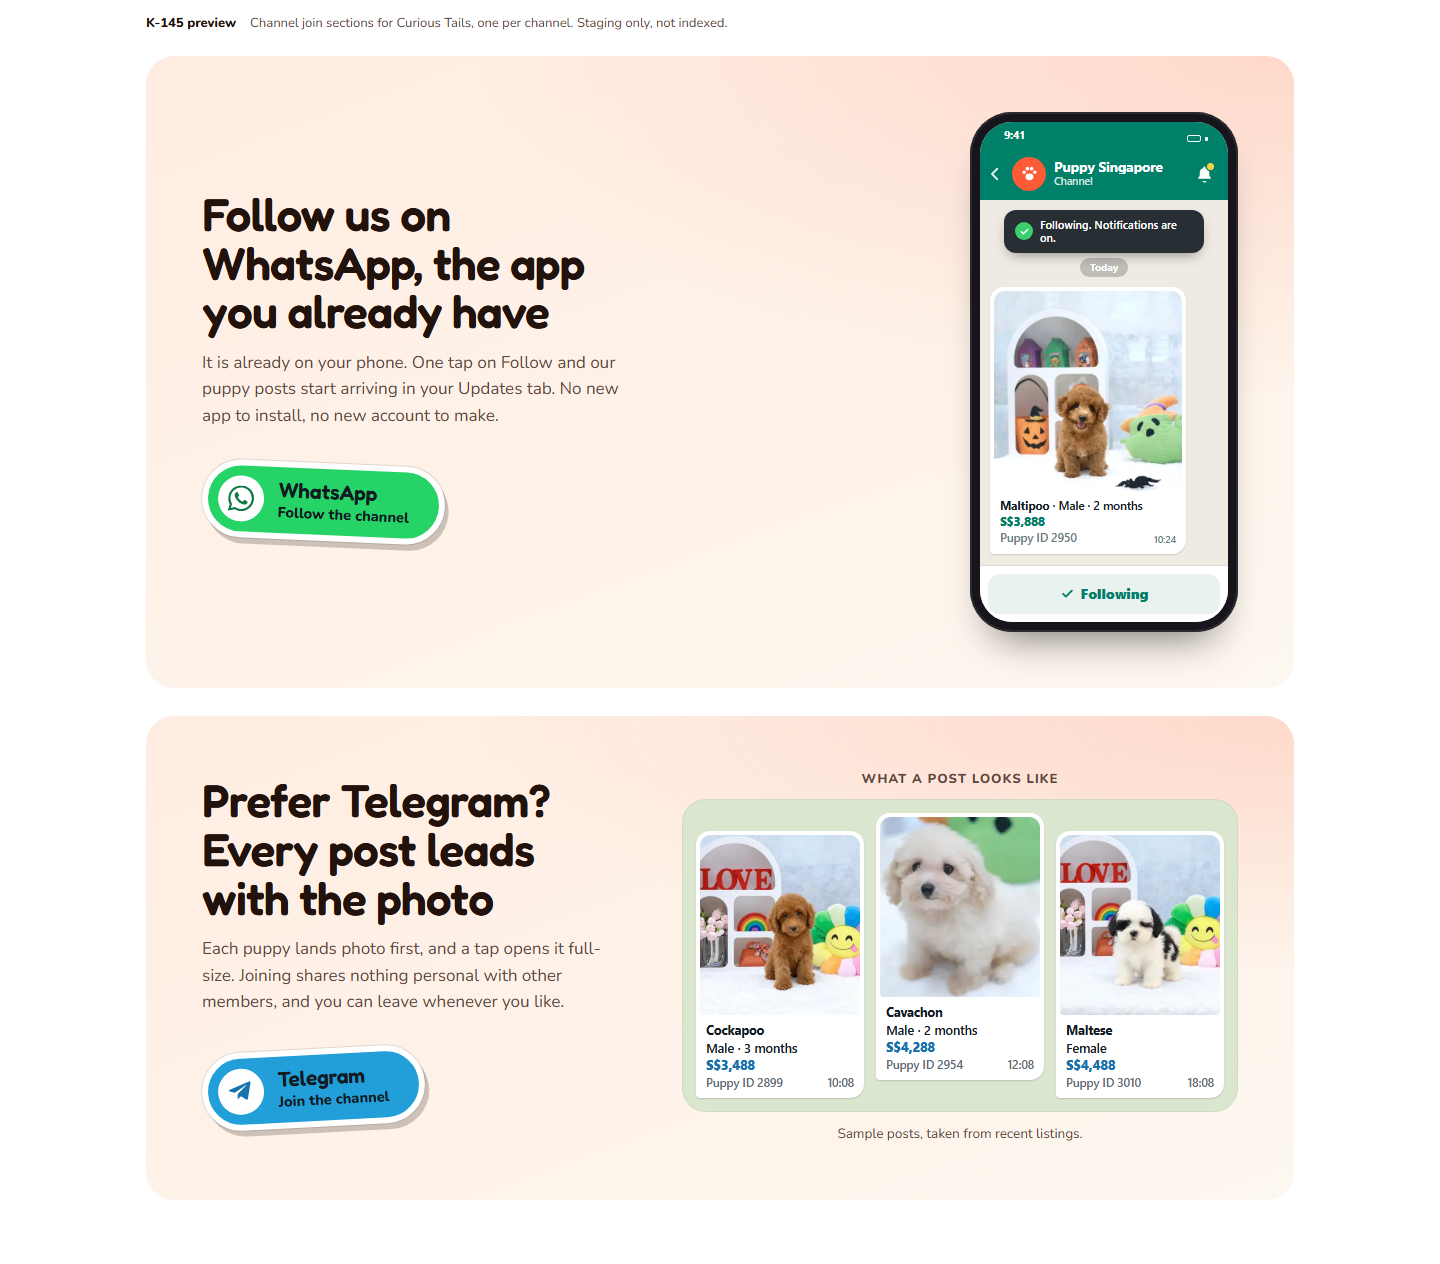 K-145 preview Channel join sections for Curious Tails, one per channel. Staging only, not indexed.
Follow us on
WhatsApp, the app
you already have
It is already on your phone. One tap on Follow and our
puppy posts start arriving in your Updates tab. No new
app to install, no new account to make.
WhatsApp
Follow the channel
9:41
Puppy Singapore
Channel
Following. Notifications are
on.
Today
Maltipoo · Male · 2 months
S$3,888
Puppy ID 2950 10:24
Following
Prefer Telegram?
Every post leads
with the photo
Each puppy lands photo first, and a tap opens it full-
size. Joining shares nothing personal with other
members, and you can leave whenever you like.
Telegram
Join the channel
WHAT A POST LOOKS LIKE
LOVE
Cockapoo
Male · 3 months
S$3,488
Puppy ID 2899 10:08
Cavachon
Male · 2 months
S$4,288
Puppy ID 2954 12:08
LOVE
Maltese
Female
S$4,488
Puppy ID 3010 18:08
Sample posts, taken from recent listings.